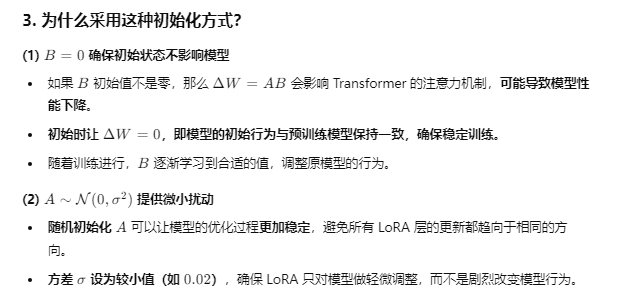 3. 为什么采用这种初始化方式?
(1) B = 0 确保初始状态不影响模型
• 如果 B 初始值不是零，那么 ΔW = AB 会影响 Transformer 的注意力机制，可能导致模型性
能下降。
• 初始时让 ΔW = 0，即模型的初始行为与预训练模型保持一致，确保稳定训练。
• 随着训练进行，B 逐渐学习到合适的值，调整原模型的行为。
(2) A ∼ 𝒩(0, σ²) 提供微小扰动
• 随机初始化 A 可以让模型的优化过程更加稳定，避免所有 LoRA 层的更新都趋向于相同的方
向。
• 方差 σ 设为较小值（如 0.02），确保 LoRA 只对模型做轻微调整，而不是剧烈改变模型行为。